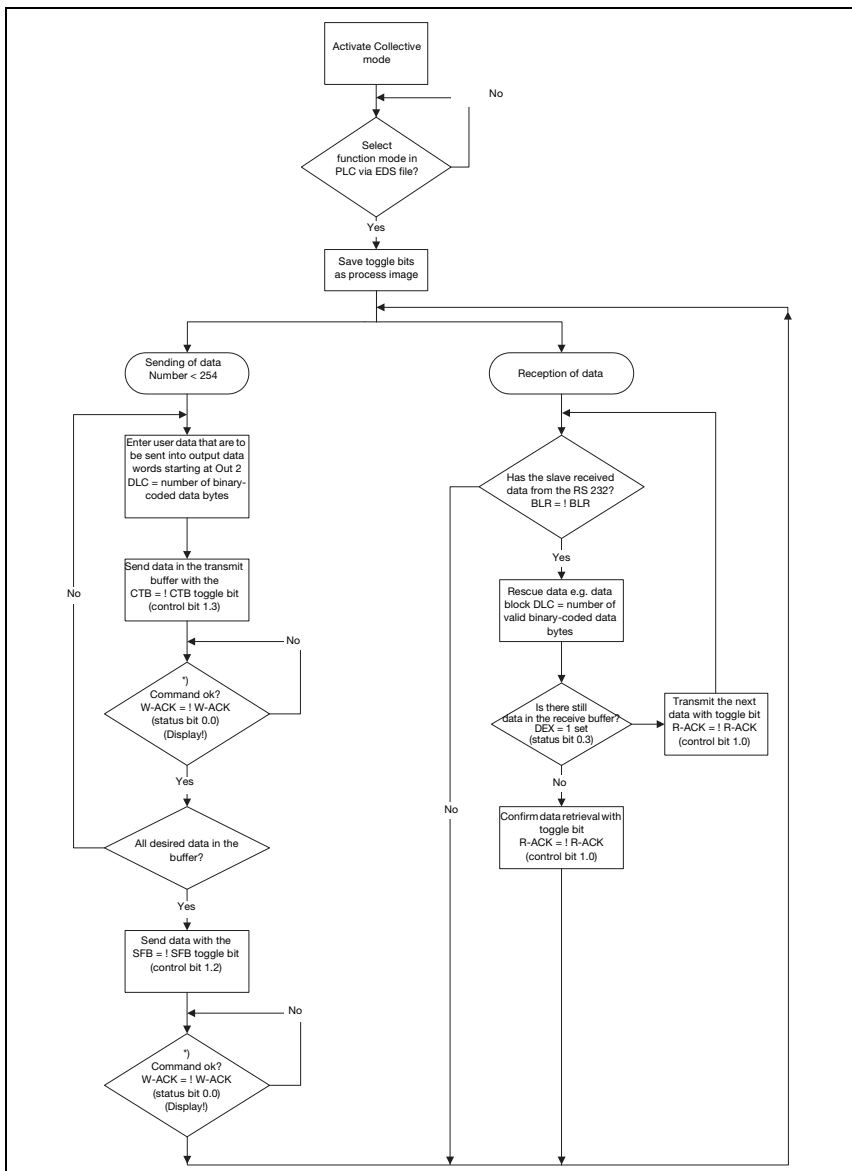 Activate Collective
mode
No
Select
function mode in
PLC via EDS file?
Yes
Save toggle bits
as process image
Sending of data
Number < 254
Enter user data that are to
be sent into output data
words starting at Out 2
DLC = number of binary-
coded data bytes
Send data in the transmit
buffer with the
CTB = ! CTB toggle bit
(control bit 1.3)
No
No
*)
Command ok?
W-ACK = ! W-ACK
(status bit 0.0)
(Display!)
Yes
All desired data in the
buffer?
Yes
Send data with the
SFB = ! SFB toggle bit
(control bit 1.2)
No
*)
Command ok?
W-ACK = ! W-ACK
(status bit 0.0)
(Display!)
Reception of data
Has the slave received
data from the RS 232?
BLR = ! BLR
Yes
Rescue data e.g. data
block DLC = number of
valid binary-coded data
bytes
Is there still
data in the receive buffer?
DEX = 1 set
(status bit 0.3)
Transmit the next
data with toggle bit
R-ACK = ! R-ACK
(control bit 1.0)
No
No
Confirm data retrieval with
toggle bit
R-ACK = ! R-ACK
(control bit 1.0)